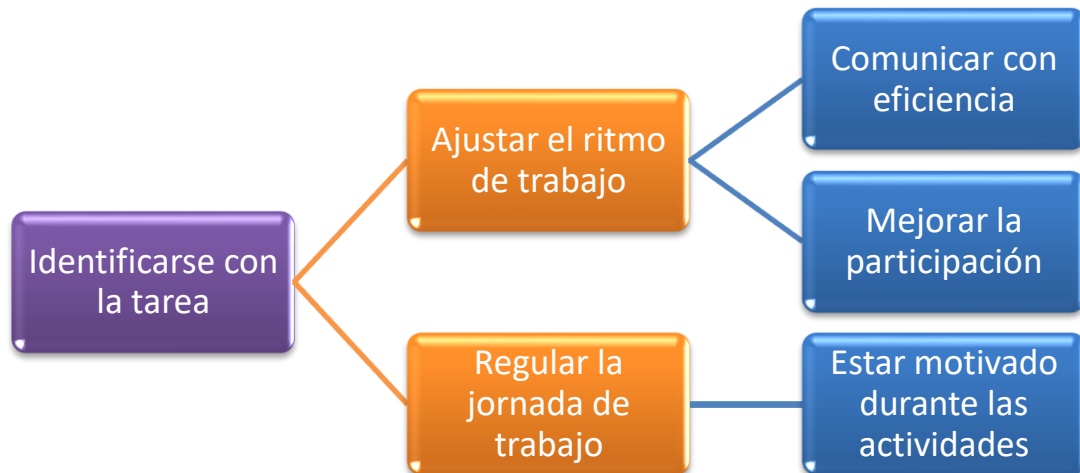 Identificarse con
la tarea
Ajustar el ritmo
de trabajo
Comunicar con
eficiencia
Mejorar la
participación
Regular la
jornada de
trabajo
Estar motivado
durante las
actividades